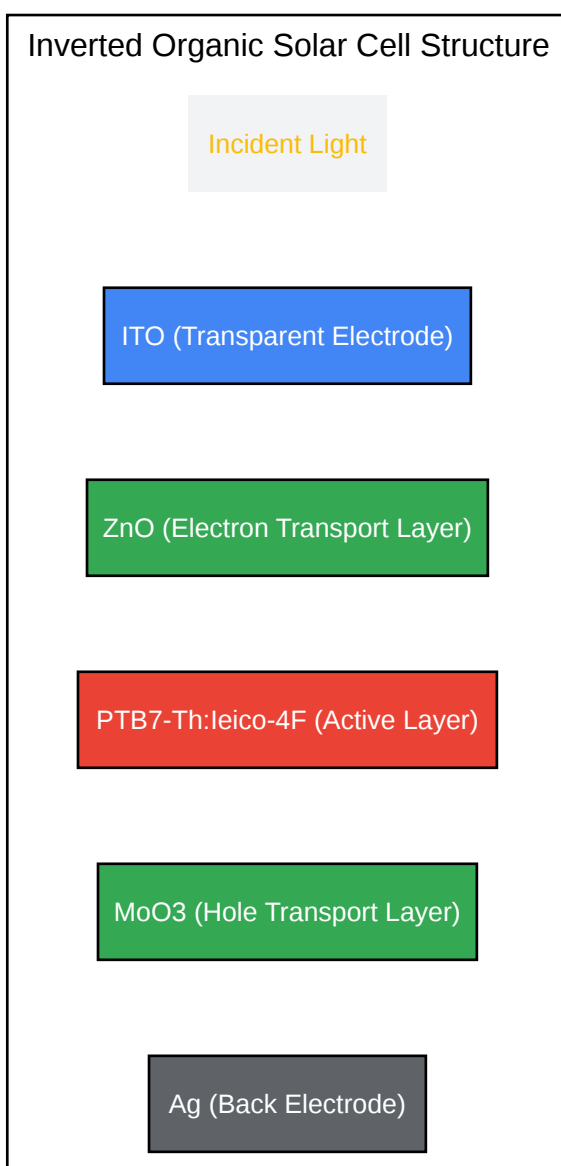 Inverted Organic Solar Cell Structure
Incident Light
ITO (Transparent Electrode)
ZnO (Electron Transport Layer)
PTB7-Th:Ieico-4F (Active Layer)
MoO3 (Hole Transport Layer)
Ag (Back Electrode)